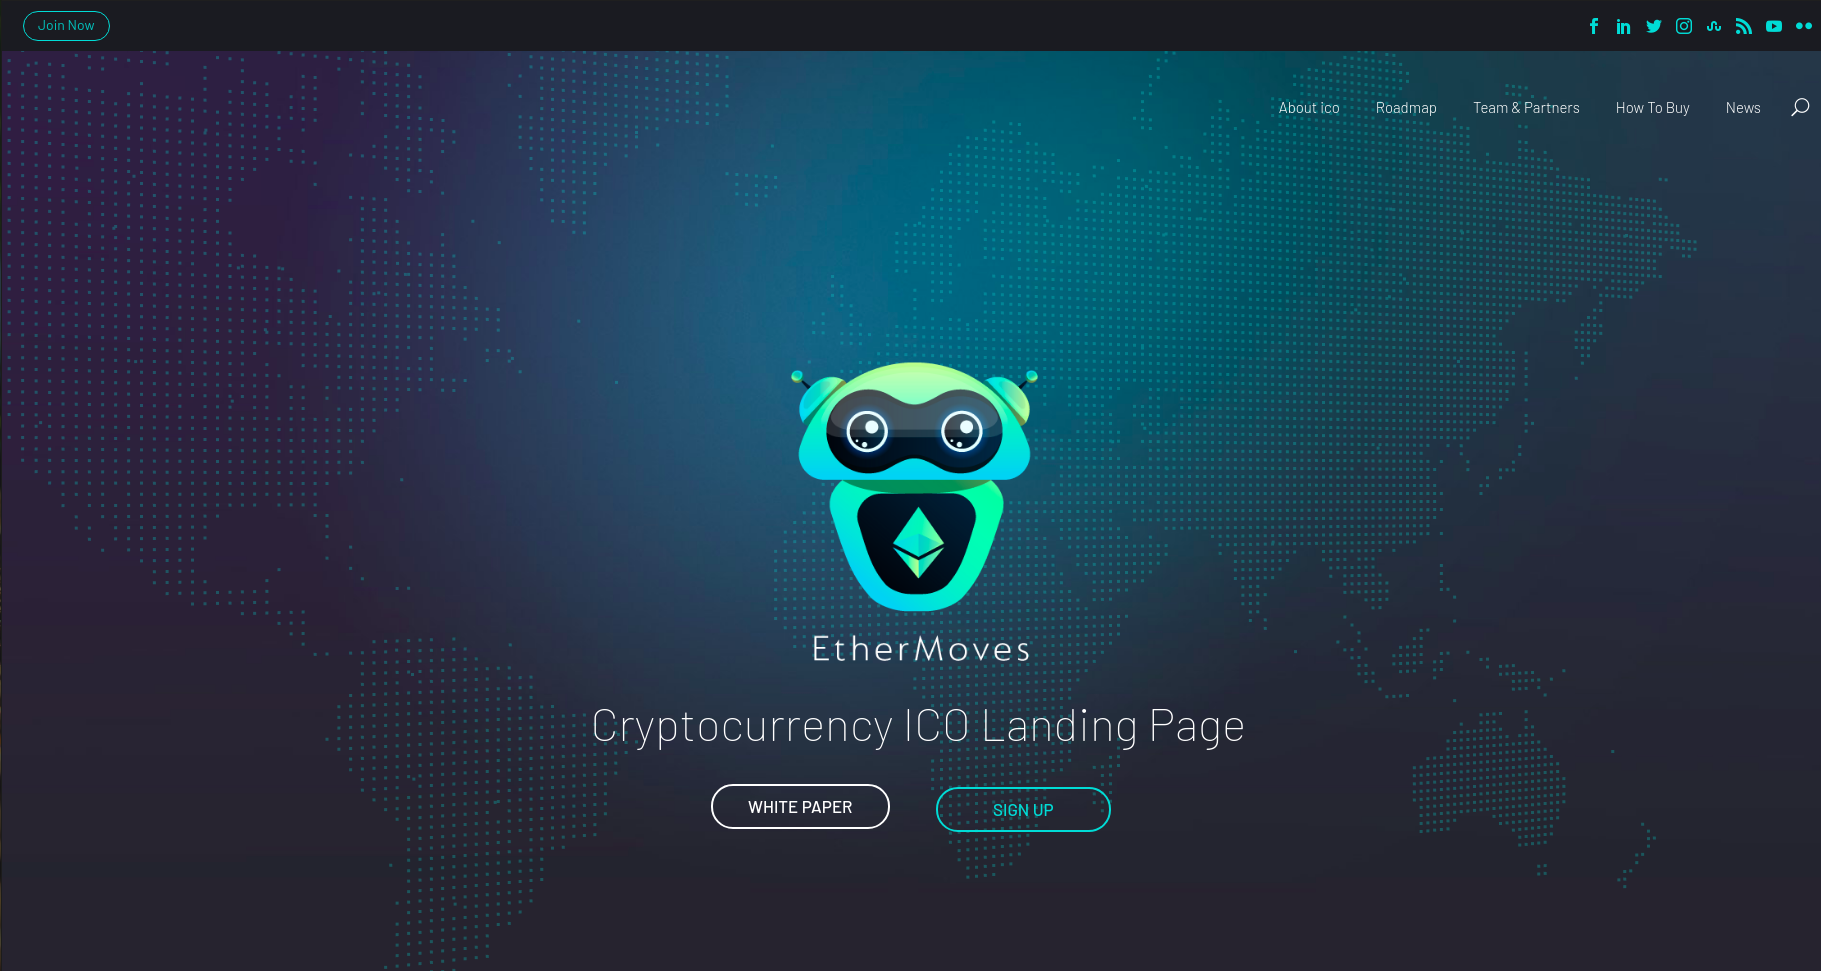 Join Now
About ico Roadmap Team & Partners How To Buy News
EtherMoves
Cryptocurrency ICO Landing Page
WHITE PAPER SIGN UP